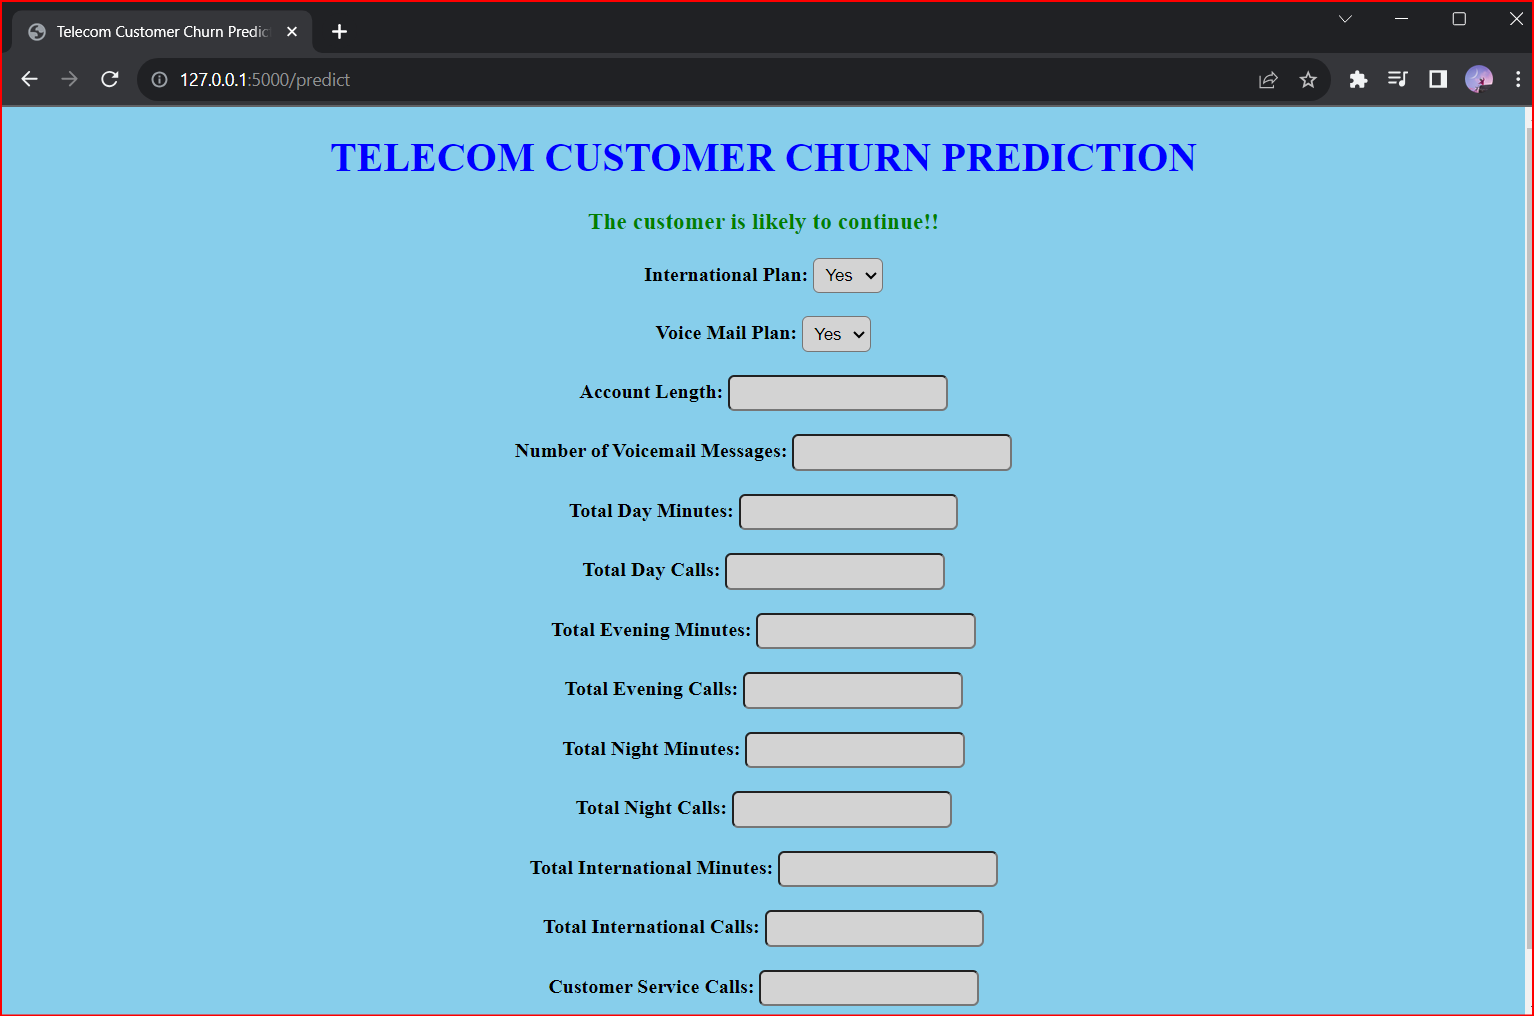 Telecom Customer Churn Predic
127.0.0.1:5000/predict
TELECOM CUSTOMER CHURN PREDICTION
The customer is likely to continue!!
International Plan: Yes
Voice Mail Plan: Yes
Account Length:
Number of Voicemail Messages:
Total Day Minutes:
Total Day Calls:
Total Evening Minutes:
Total Evening Calls:
Total Night Minutes:
Total Night Calls:
Total International Minutes:
Total International Calls:
Customer Service Calls: